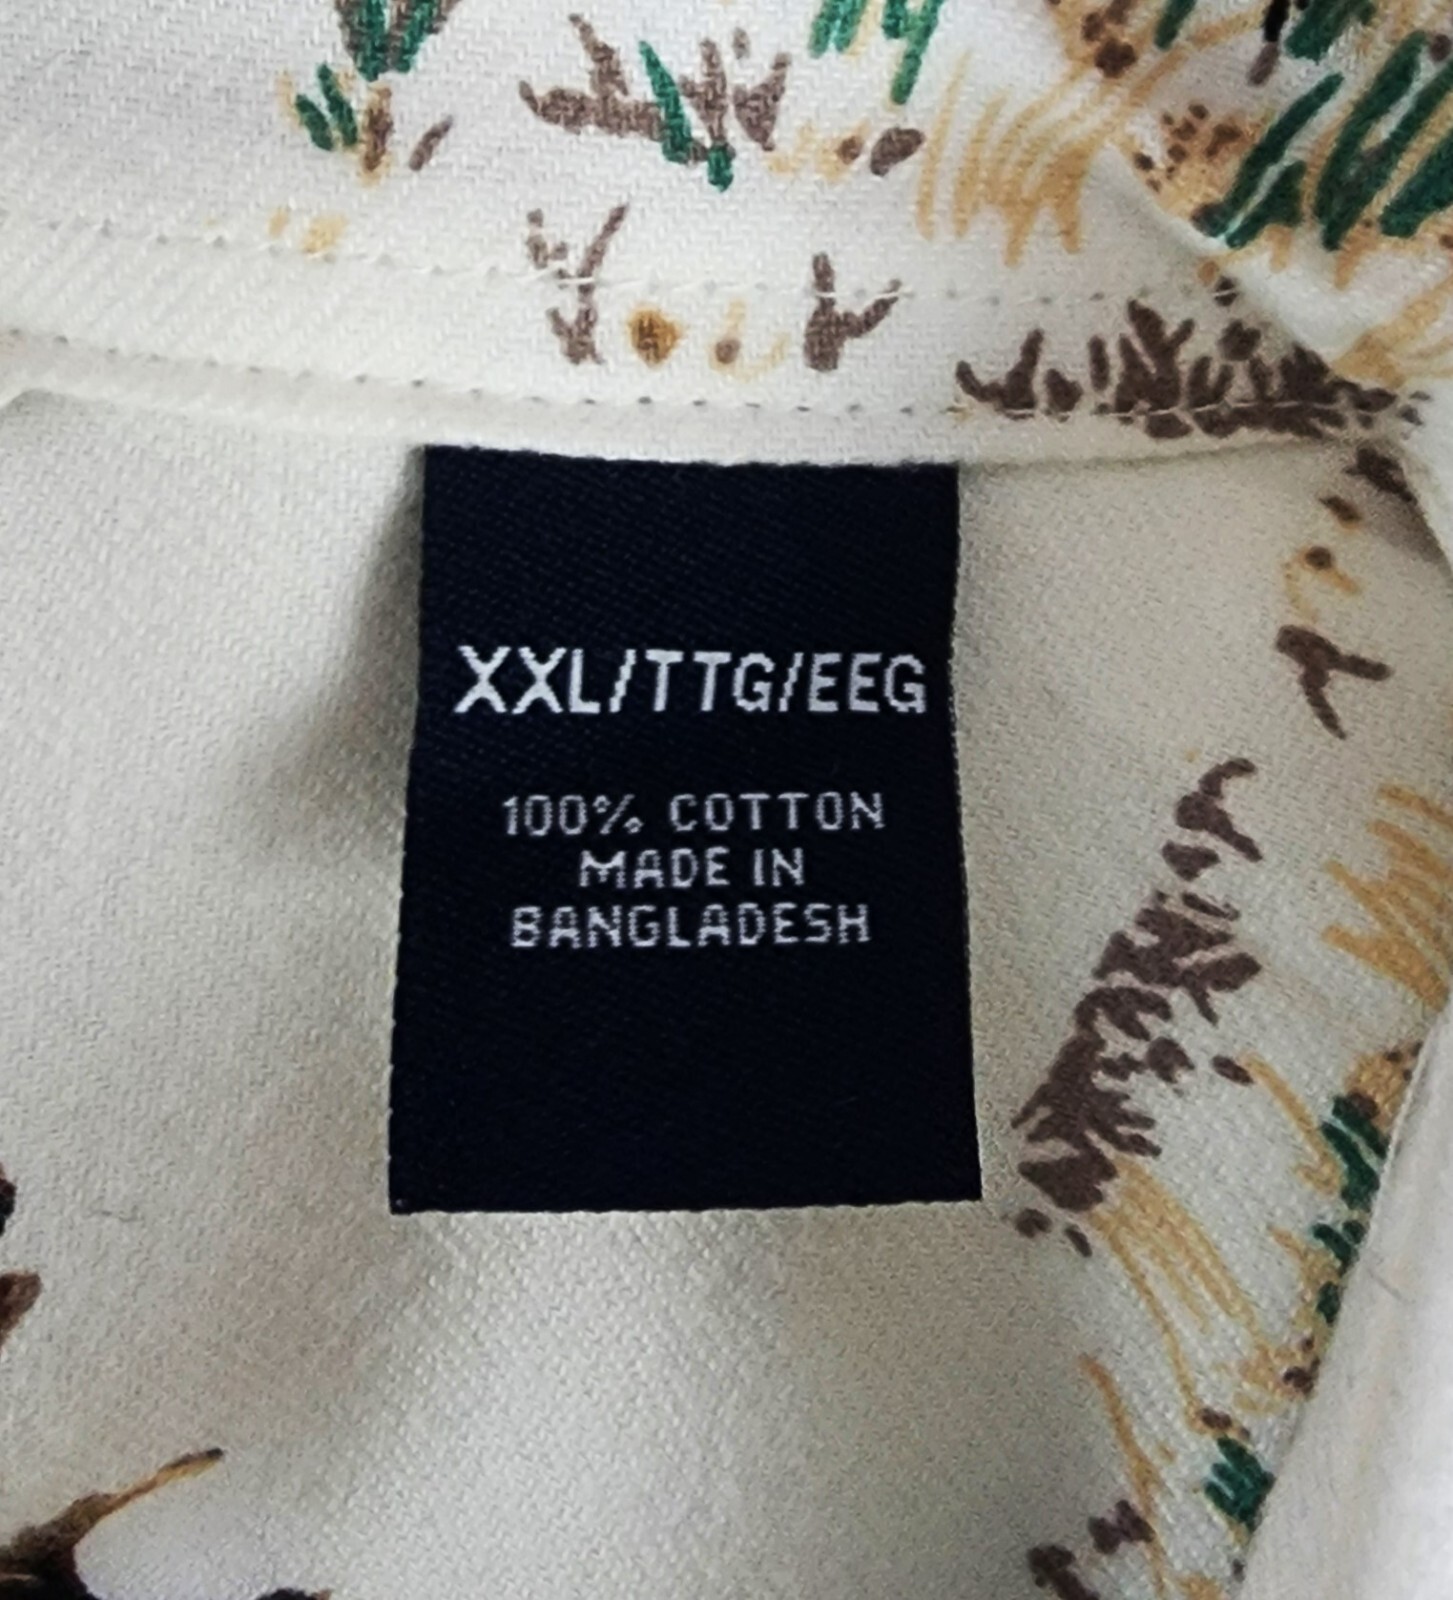 XXL/TTG/EEG
100% COTTON
MADE IN
BANGLADESH